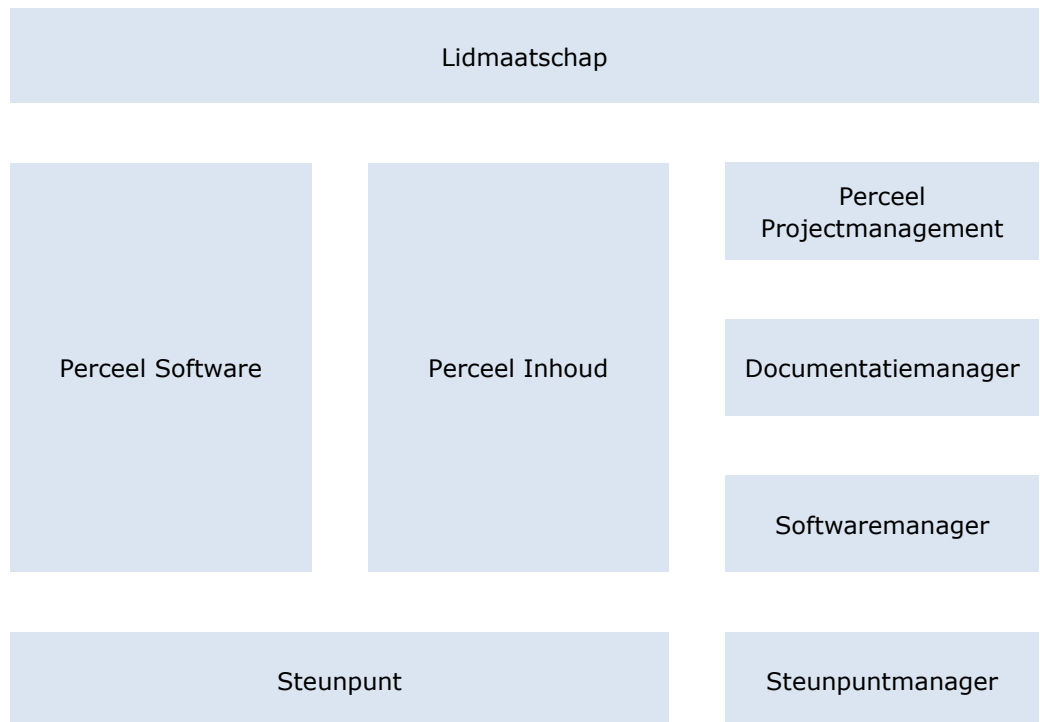 Lidmaatschap
Perceel Software
Perceel Inhoud
Perceel
Projectmanagement
Documentatiemanager
Softwaremanager
Steunpunt
Steunpuntmanager